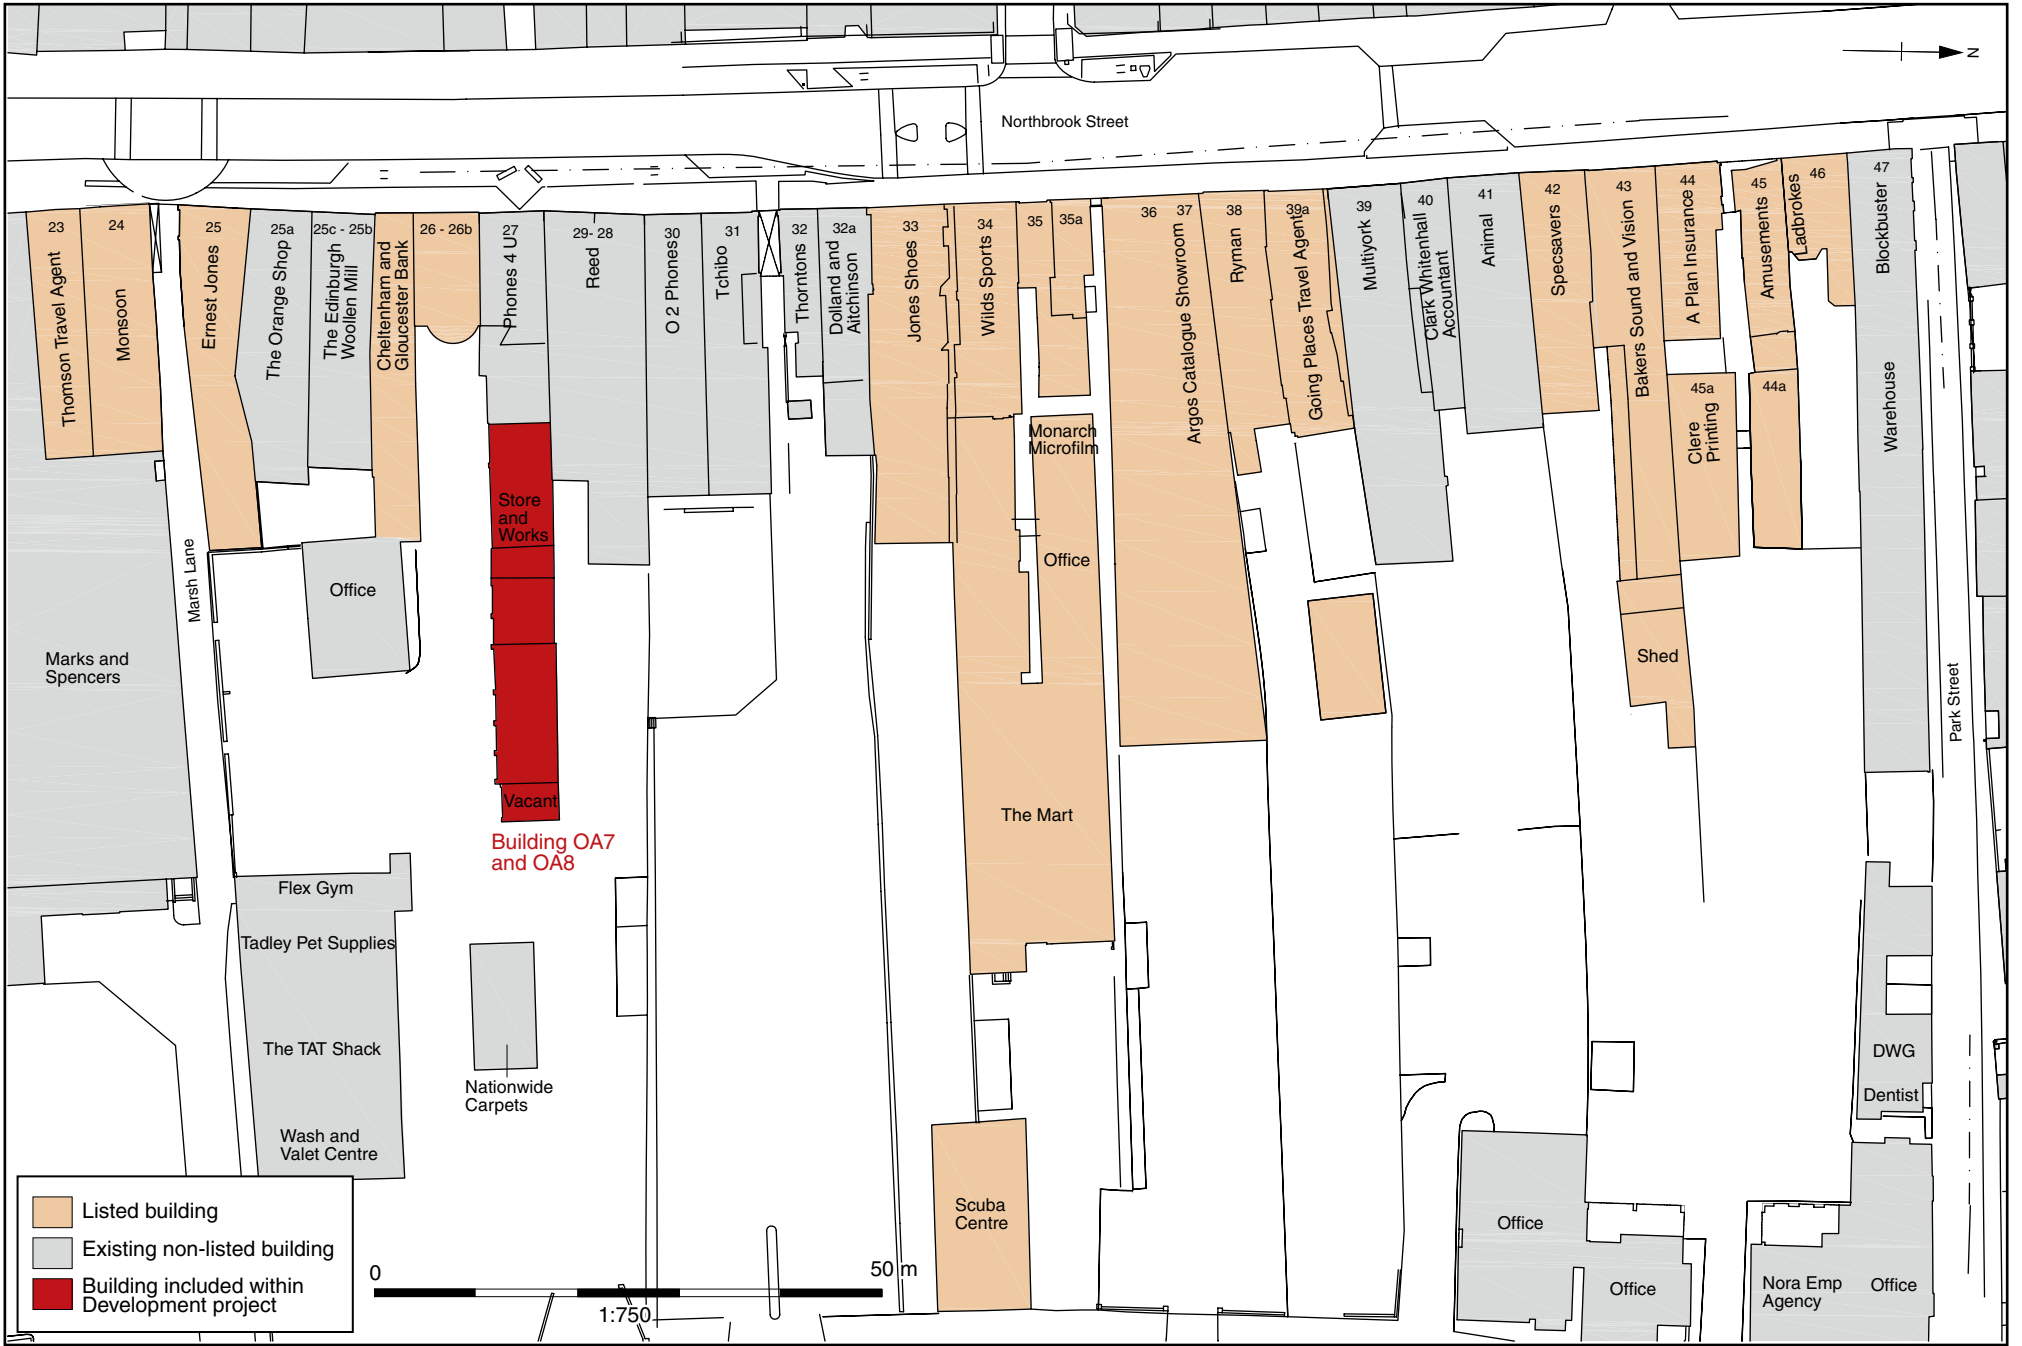 N
Northbrook Street
23
Thomson Travel Agent
24
Monsoon
25
Ernest Jones
25a
The Orange Shop
25c - 25b
The Edinburgh
Woollen Mill
Cheltenham and
Gloucester Bank
26 - 26b
27
Phones 4 U
29- 28
Reed
30
O 2 Phones
31
Tchibo
32
Thorntons
32a
Dolland and
Aitchinson
33
Jones Shoes
34
Wilds Sports
35
35a
36
37
Argos Catalogue Showroom
38
Ryman
39a
Going Places Travel Agent
39
Multiyork
40
Clark Whitenhall
Accountant
41
Animal
42
Specsavers
43
Bakers Sound and Vision
44
A Plan Insurance
45
Amusements
46
Ladbrokes
47
Blockbuster
Warehouse
45a
Clere
Printing
44a
Monarch
Microfilm
Office
Store
and
Works
Office
Marsh Lane
Marks and
Spencers
Shed
Park Street
Vacant
The Mart
Building OA7
and OA8
Flex Gym
Tadley Pet Supplies
The TAT Shack
Nationwide
Carpets
Wash and
Valet Centre
DWG
Dentist
Scuba
Centre
Office
Office
Nora Emp
Agency
Office
Listed building
Existing non-listed building
Building included within
Development project
0
50 m
1:750